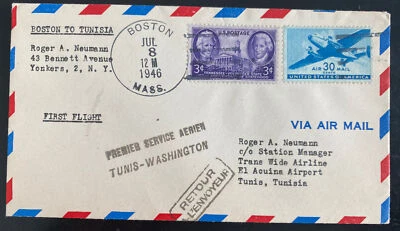 BOSTON TO TUNISIA
Roger A. Neumann
43 Bennett Avenue
Yonkers, 2, N. Y.
FIRST FLIGHT
BOSTON
JUL
8
12 M
1946
MASS.
U.S. POSTAGE
3¢ 3¢
AIR MAIL
30
CENTS
UNITED STATES OF AMERICA
VIA AIR MAIL
PREMIER SERVICE AERIEN
TUNIS-WASHINGTON
RETOUR
A L'ENVOYEUR
Roger A. Neumann
c/o Station Manager
Trans Wide Airline
El Aouina Airport
Tunis, Tunisia